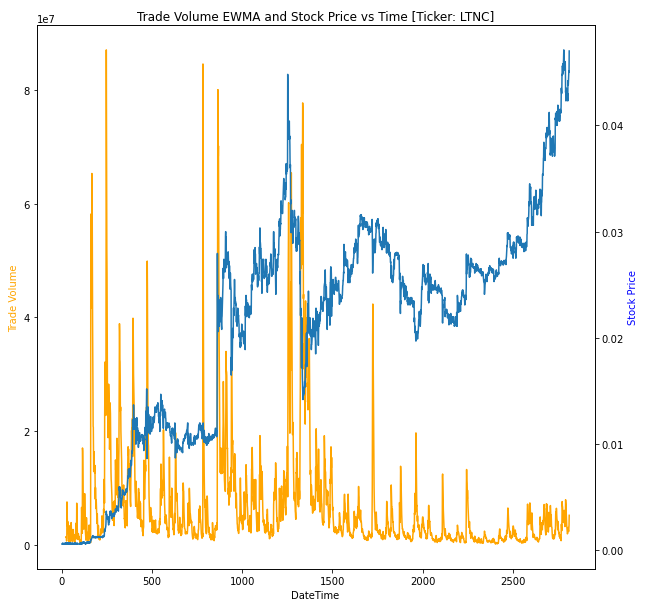 Trade Volume EWMA and Stock Price vs Time [Ticker: LTNC]
1e7
8
6
4
2
0
Trade Volume
0.04
0.03
0.02
0.01
0.00
Stock Price
0 500 1000 1500 2000 2500
DateTime